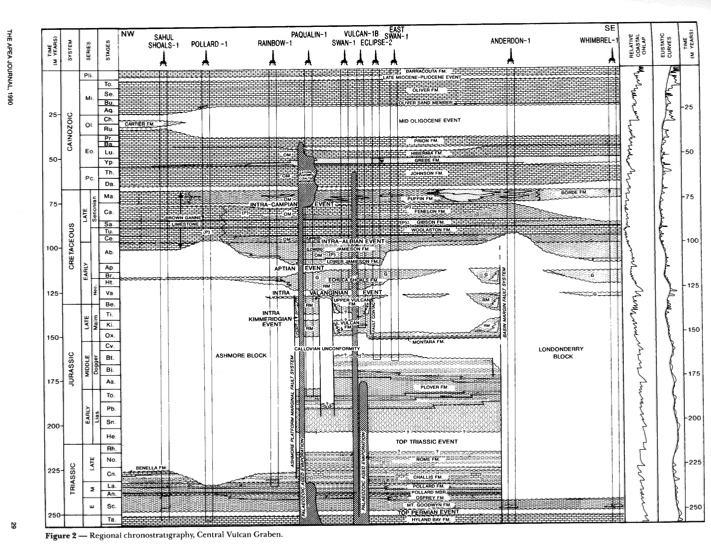 THE APEA JOURNAL, 1990
29
NW
SE
SAHUL SHOALS-1
POLLARD -1
RAINBOW-1
PAQUALIN-1
SWAN-1
VULCAN-1B
ECLIPSE-2
EAST SWAN-1
ANDERDON-1
WHIMBREL-1
TIME (M YEARS)
SYSTEM
SERIES
STAGES
RELATIVE COASTAL ONLAP
EUSTATIC CURVES
TIME (M YEARS)
25
50
75
100
125
150
175
200
225
250
CAINOZOIC
CRETACEOUS
JURASSIC
TRIASSIC
Pli.
Mi.
Ol.
Eo.
Pc.
LATE
Senonian
EARLY
Neo.
LATE
Malm
MIDDLE
Dogger
EARLY
Lias
LATE
M
E
To.
Se.
Bu.
Aq.
Ch.
Ru.
Pr.
Ba.
Lu.
Yp.
Th.
Da.
Ma.
Ca.
Sa.
Tu.
Ce.
Ab.
Ap.
Br.
Ht.
Va.
Be.
Ti.
Ki.
Ox.
Cv.
Bt.
Bj.
Aa.
To.
Pb.
Sn.
He.
Rh.
No.
Cn.
La.
An.
Sc.
Ta.
BARRACOUTA FM.
LATE MIOCENE-PLIOCENE EVENT
OLIVER FM.
OLIVER SAND MEMBER
CARTIER FM.
MID OLIGOCENE EVENT
PRION FM.
HIBERNIA FM.
GREBE FM.
JOHNSON FM.
BORDE FM.
PUFFIN FM.
INTRA-CAMPANIAN EVENT
FENELON FM.
BROWN GANNET LIMESTONE
GIBSON FM.
WOOLASTON FM.
INTRA-ALBIAN EVENT
JAMIESON FM.
LOWER JAMIESON FM.
APTIAN EVENT
ECHUCA SHOALS FM.
INTRA VALANGINIAN EVENT
UPPER VULCAN FM.
INTRA KIMMERIDGIAN EVENT
VULCAN FM.
MONTARA FM.
CALLOVIAN UNCONFORMITY
ASHMORE BLOCK
LONDONDERRY BLOCK
PLOVER FM.
ASHMORE PLATFORM MARGINAL FAULT SYSTEM
BASIN MARGIN FAULT SYSTEM
TOP TRIASSIC EVENT
BENELLA FM.
NOME FM.
CHALLIS FM.
POLLARD FM.
POLLARD MBR.
OSPREY FM.
MT. GOODWYN FM.
TOP PERMIAN EVENT
HYLAND BAY FM.
25
50
75
100
125
150
175
200
225
250
Figure 2 — Regional chronostratigraphy, Central Vulcan Graben.